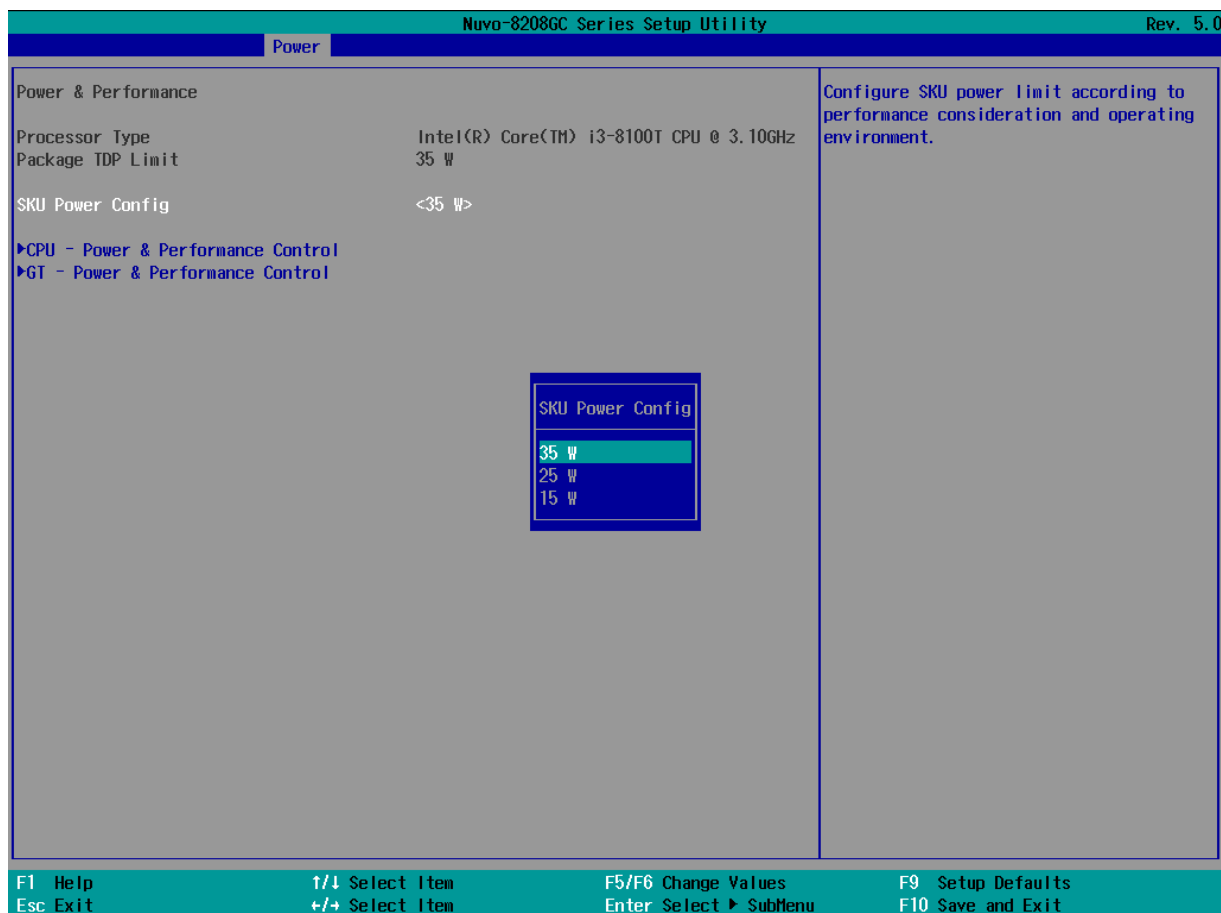 Nuvo-8208GC Series Setup Utility Rev. 5.0
Power
Power & Performance
Processor Type Intel(R) Core(TM) i3-8100T CPU @ 3.10GHz
Package TDP Limit 35 W
SKU Power Config <35 W>
▶CPU - Power & Performance Control
▶GT - Power & Performance Control
Configure SKU power limit according to
performance consideration and operating
environment.
SKU Power Config
35 W
25 W
15 W
F1 Help ↑/↓ Select Item F5/F6 Change Values F9 Setup Defaults
Esc Exit ←/→ Select Item Enter Select ▶ SubMenu F10 Save and Exit